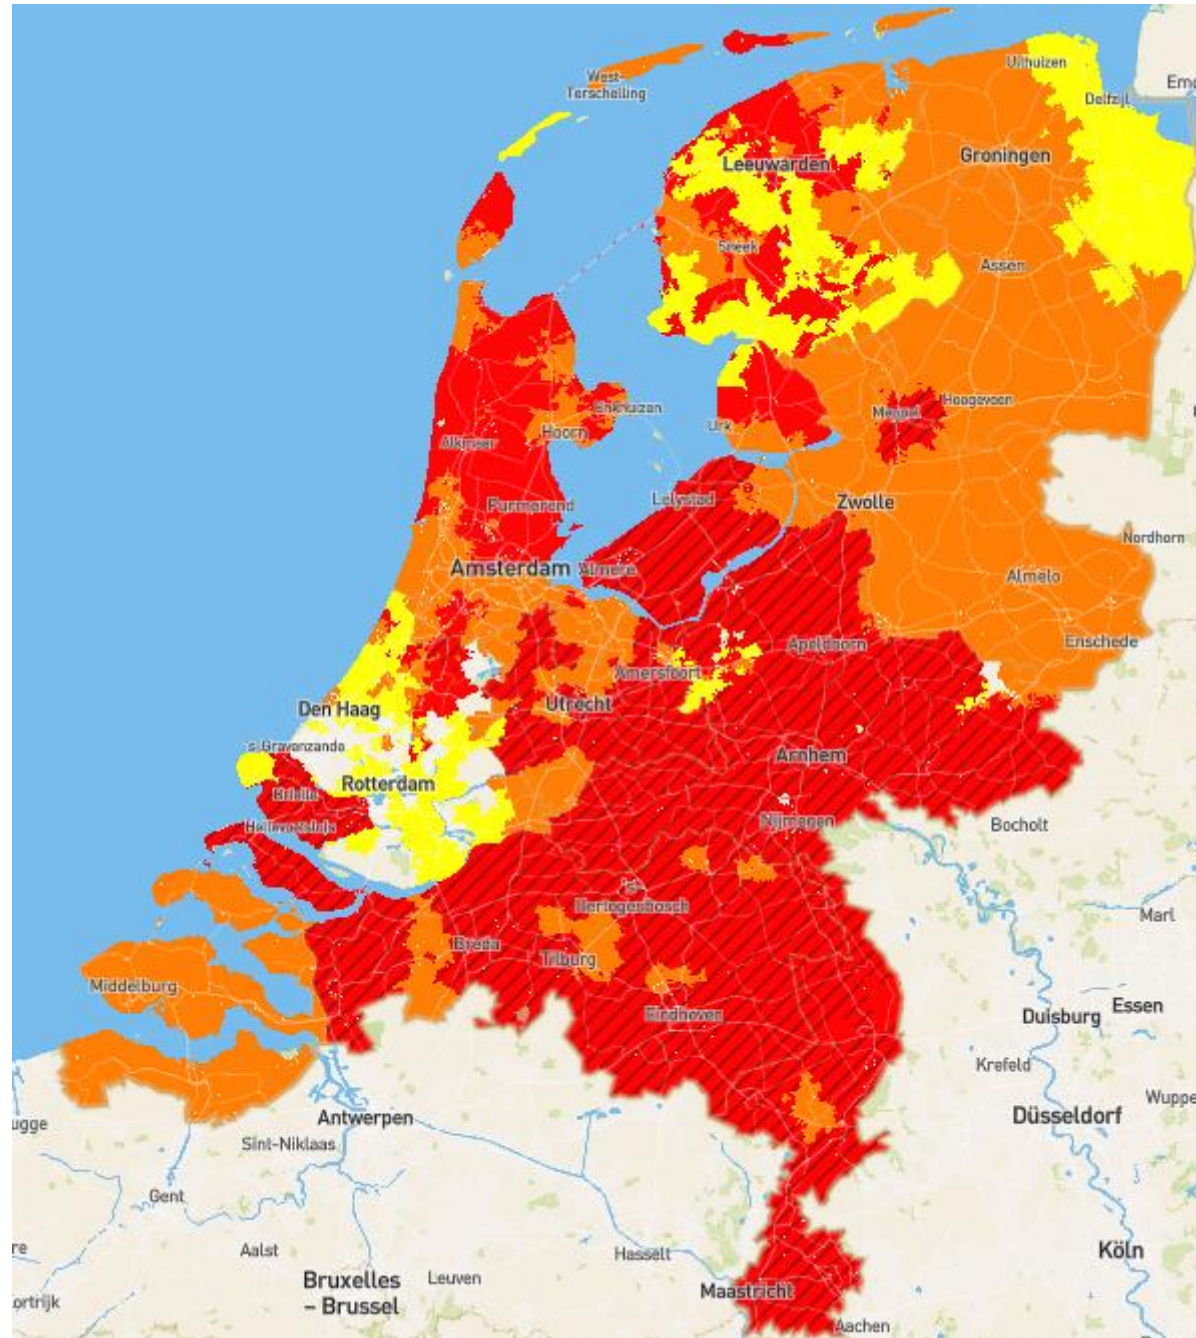 Uithuizen
Eme
West-
Terschelling
Delfzijl
Groningen
Leeuwarden
Sneek
Assen
Enkhuizen
Meppel
Hoogeveen
Urk
Hoorn
Alkmaar
Lelystad
Zwolle
Purmerend
Nordhorn
Amsterdam
Almere
Almelo
Enschede
Apeldoorn
Amersfoort
Den Haag
Utrecht
's-Gravenzande
Arnhem
Rotterdam
Brielle
Nijmegen
Hellevoetsluis
Bocholt
Hertogenbosch
Marl
Breda
Tilburg
Middelburg
Essen
Eindhoven
Duisburg
Krefeld
Wuppe
Antwerpen
Düsseldorf
ugge
Sint-Niklaas
Gent
re
Aalst
Hasselt
Köln
Bruxelles
– Brussel
Leuven
Maastricht
ortrijk
Aachen